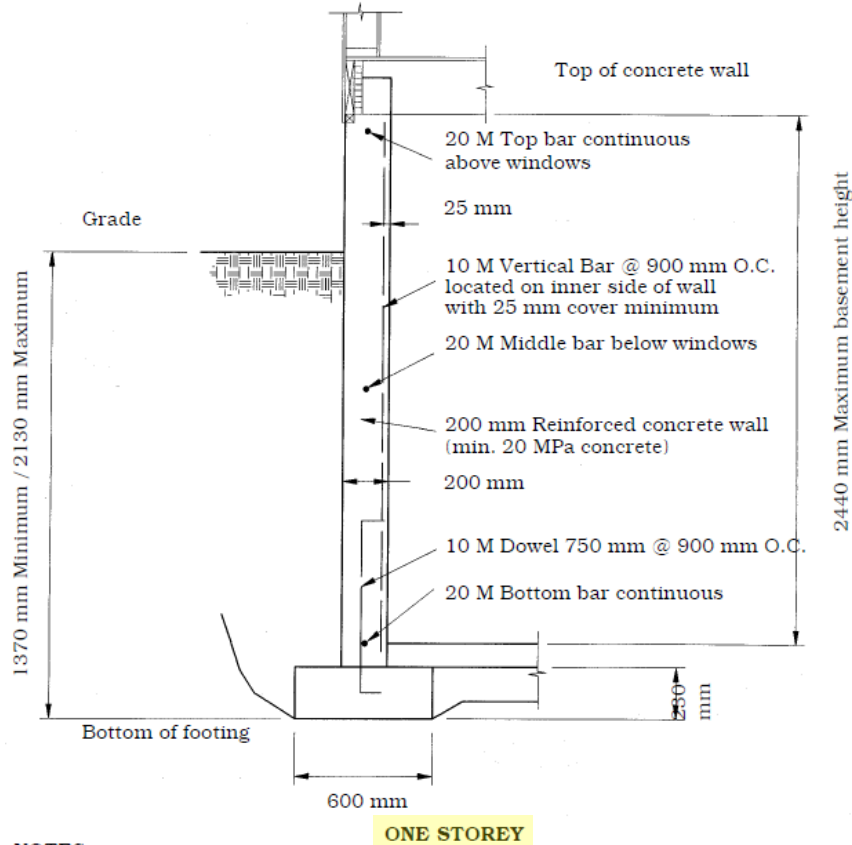 Top of concrete wall
20 M Top bar continuous
above windows
25 mm
Grade
10 M Vertical Bar @ 900 mm O.C.
located on inner side of wall
with 25 mm cover minimum
20 M Middle bar below windows
200 mm Reinforced concrete wall
(min. 20 MPa concrete)
200 mm
10 M Dowel 750 mm @ 900 mm O.C.
20 M Bottom bar continuous
1370 mm Minimum / 2130 mm Maximum
2440 mm Maximum basement height
230
mm
Bottom of footing
600 mm
ONE STOREY
NOTES